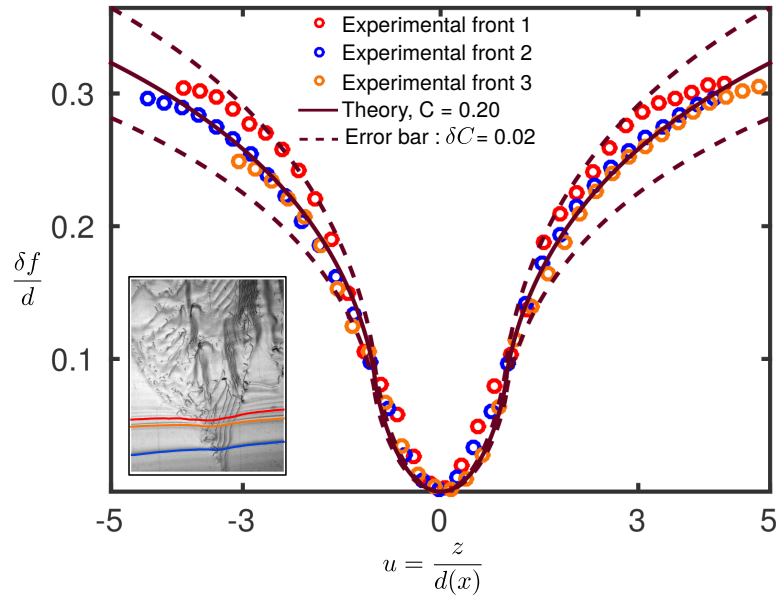 Experimental front 1
Experimental front 2
Experimental front 3
Theory, C = 0.20
Error bar : δC = 0.02
0.3
0.2
0.1
δf
d
-5 -3 0 3 5
u = z
d(x)